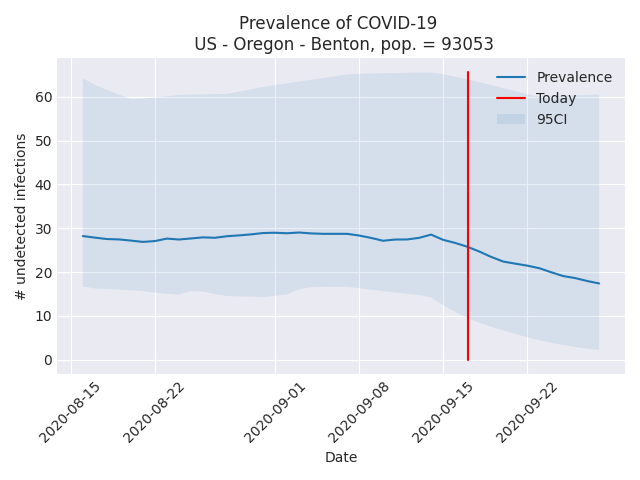 Prevalence of COVID-19
US - Oregon - Benton, pop. = 93053
Prevalence
Today
95CI
# undetected infections
60
50
40
30
20
10
0
2020-08-15
2020-08-22
2020-09-01
2020-09-08
2020-09-15
2020-09-22
Date